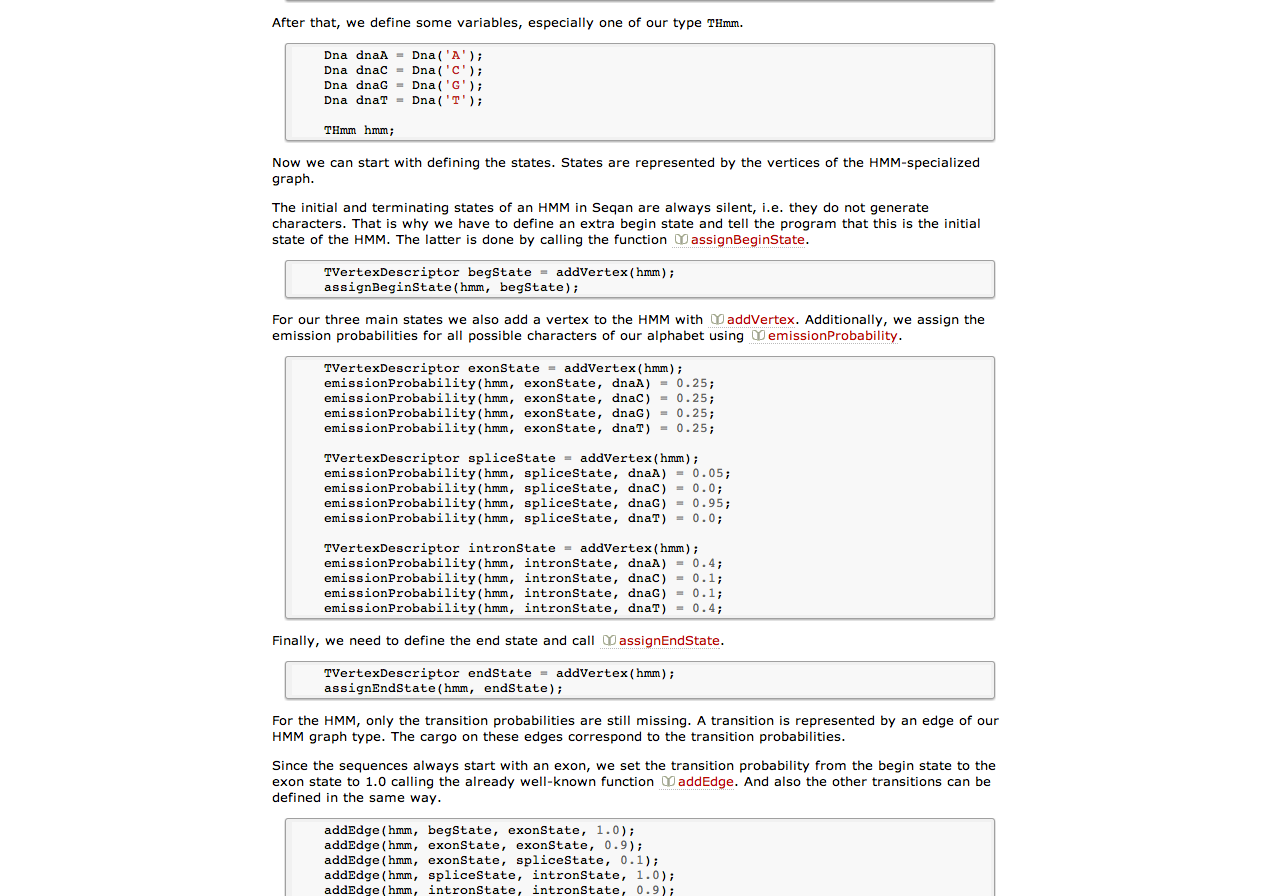 After that, we define some variables, especially one of our type THmm.
Dna dnaA = Dna('A');
Dna dnaC = Dna('C');
Dna dnaG = Dna('G');
Dna dnaT = Dna('T');
THmm hmm;
Now we can start with defining the states. States are represented by the vertices of the HMM-specialized
graph.
The initial and terminating states of an HMM in Seqan are always silent, i.e. they do not generate
characters. That is why we have to define an extra begin state and tell the program that this is the initial
state of the HMM. The latter is done by calling the function assignBeginState.
TVertexDescriptor begState = addVertex(hmm);
assignBeginState(hmm, begState);
For our three main states we also add a vertex to the HMM with addVertex. Additionally, we assign the
emission probabilities for all possible characters of our alphabet using emissionProbability.
TVertexDescriptor exonState = addVertex(hmm);
emissionProbability(hmm, exonState, dnaA) = 0.25;
emissionProbability(hmm, exonState, dnaC) = 0.25;
emissionProbability(hmm, exonState, dnaG) = 0.25;
emissionProbability(hmm, exonState, dnaT) = 0.25;
TVertexDescriptor spliceState = addVertex(hmm);
emissionProbability(hmm, spliceState, dnaA) = 0.05;
emissionProbability(hmm, spliceState, dnaC) = 0.0;
emissionProbability(hmm, spliceState, dnaG) = 0.95;
emissionProbability(hmm, spliceState, dnaT) = 0.0;
TVertexDescriptor intronState = addVertex(hmm);
emissionProbability(hmm, intronState, dnaA) = 0.4;
emissionProbability(hmm, intronState, dnaC) = 0.1;
emissionProbability(hmm, intronState, dnaG) = 0.1;
emissionProbability(hmm, intronState, dnaT) = 0.4;
Finally, we need to define the end state and call assignEndState.
TVertexDescriptor endState = addVertex(hmm);
assignEndState(hmm, endState);
For the HMM, only the transition probabilities are still missing. A transition is represented by an edge of our
HMM graph type. The cargo on these edges correspond to the transition probabilities.
Since the sequences always start with an exon, we set the transition probability from the begin state to the
exon state to 1.0 calling the already well-known function addEdge. And also the other transitions can be
defined in the same way.
addEdge(hmm, begState, exonState, 1.0);
addEdge(hmm, exonState, exonState, 0.9);
addEdge(hmm, exonState, spliceState, 0.1);
addEdge(hmm, spliceState, intronState, 1.0);
addEdge(hmm, intronState, intronState, 0.9);